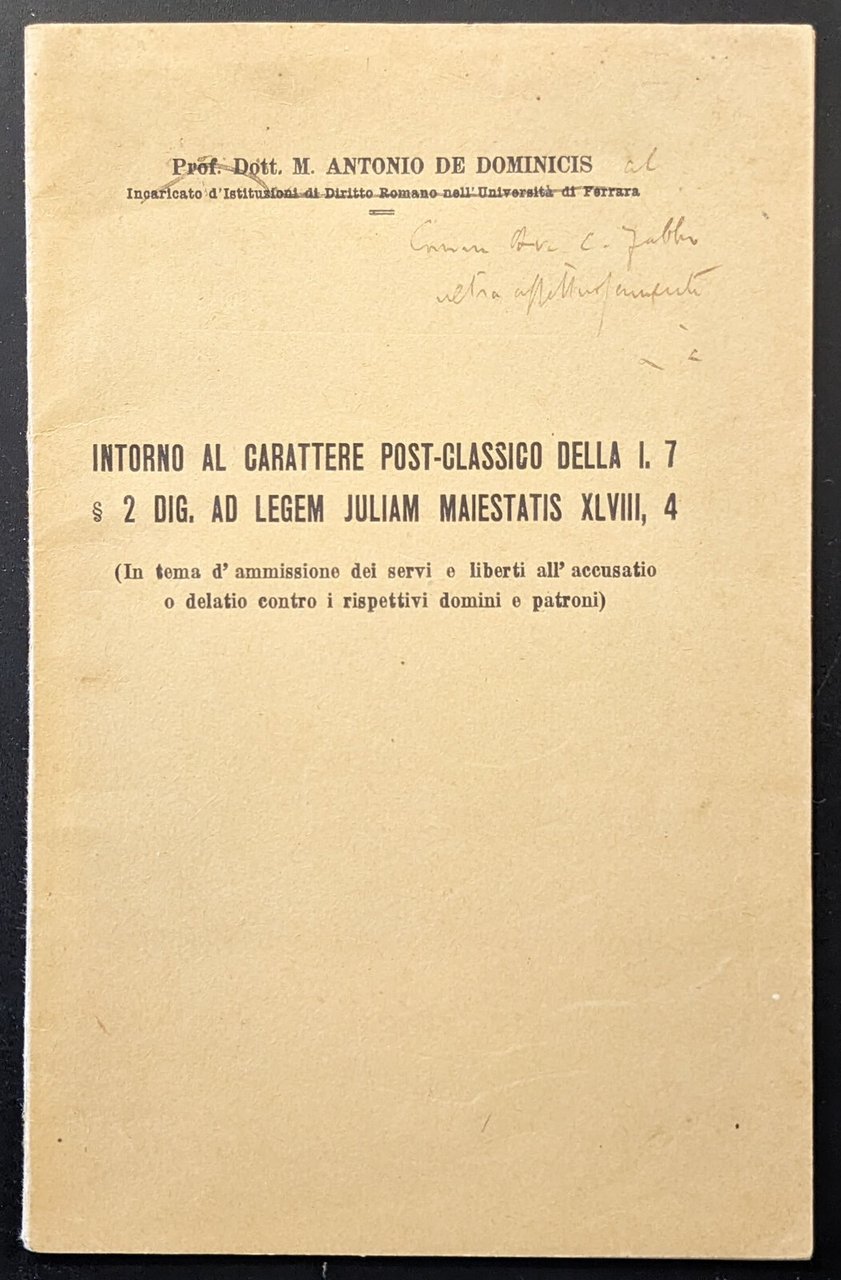 Prof. Dott. M. ANTONIO DE DOMINICIS al
Incaricato d'Istituzioni di Diritto Romano nell'Università di Ferrara
INTORNO AL CARATTERE POST-CLASSICO DELLA l. 7
§ 2 DIG. AD LEGEM JULIAM MAIESTATIS XLVIII, 4
(In tema d' ammissione dei servi e liberti all' accusatio
o delatio contro i rispettivi domini e patroni)